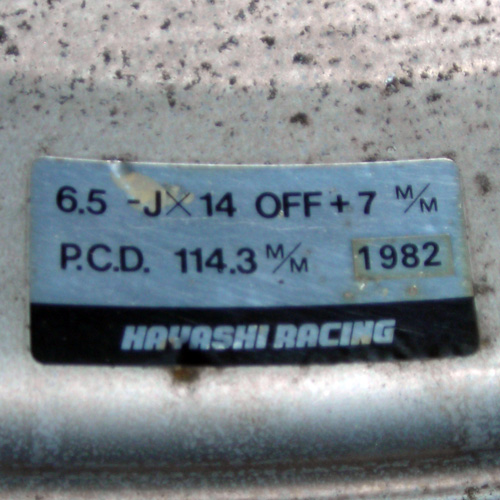 6.5 -J×14 OFF+7 M/M
P.C.D. 114.3 M/M 1982
HAYASHI RACING